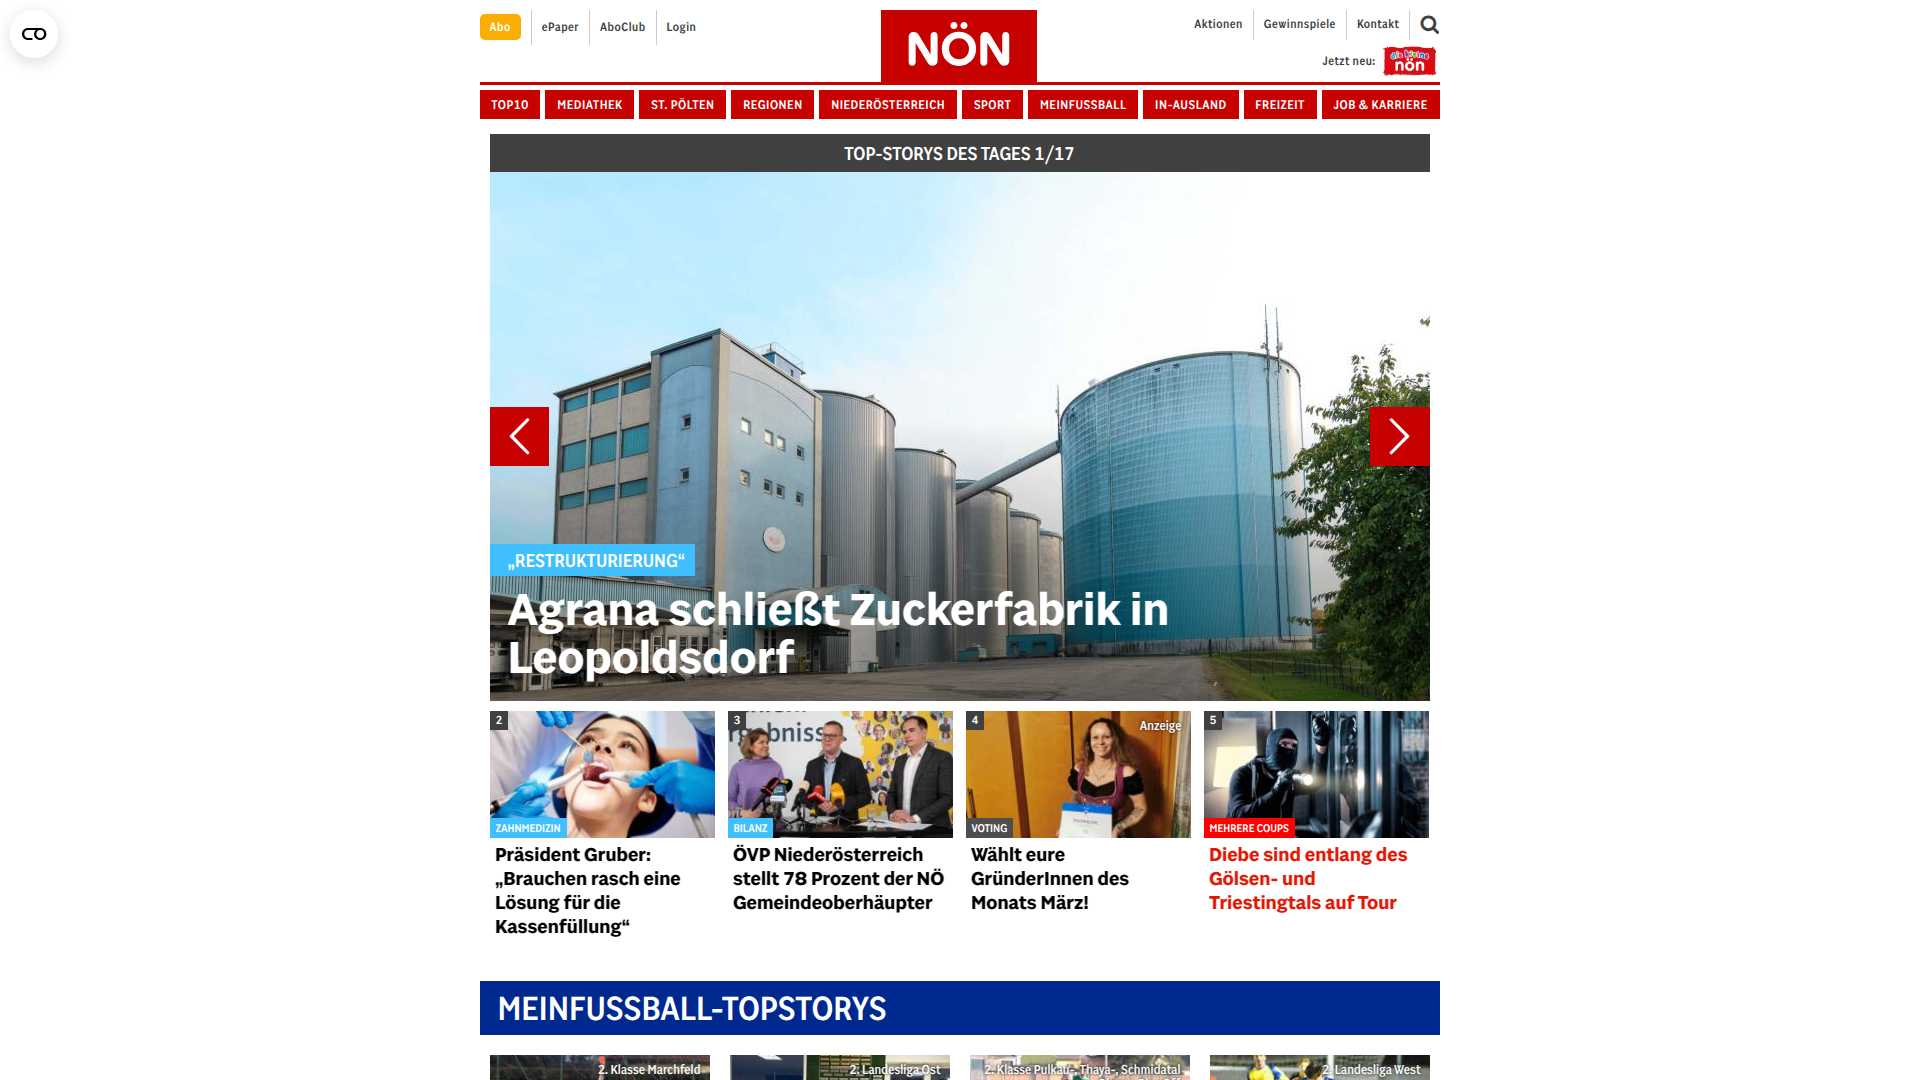 Abo
ePaper
AboClub
Login
NÖN
Aktionen
Gewinnspiele
Kontakt
Jetzt neu:
die kleine
nön
TOP10
MEDIATHEK
ST. PÖLTEN
REGIONEN
NIEDERÖSTERREICH
SPORT
MEINFUSSBALL
IN-AUSLAND
FREIZEIT
JOB & KARRIERE
TOP-STORYS DES TAGES 1/17
„RESTRUKTURIERUNG“
Agrana schließt Zuckerfabrik in
Leopoldsdorf
2
ZAHNMEDIZIN
Präsident Gruber:
„Brauchen rasch eine
Lösung für die
Kassenfüllung“
3
BILANZ
ÖVP Niederösterreich
stellt 78 Prozent der NÖ
Gemeindeoberhäupter
4
Anzeige
VOTING
Wählt eure
GründerInnen des
Monats März!
5
MEHRERE COUPS
Diebe sind entlang des
Gölsen- und
Triestingtals auf Tour
MEINFUSSBALL-TOPSTORYS
2. Klasse Marchfeld
2. Landesliga Ost
2. Klasse Pulkau-, Thaya-, Schmidatal
2. Landesliga West